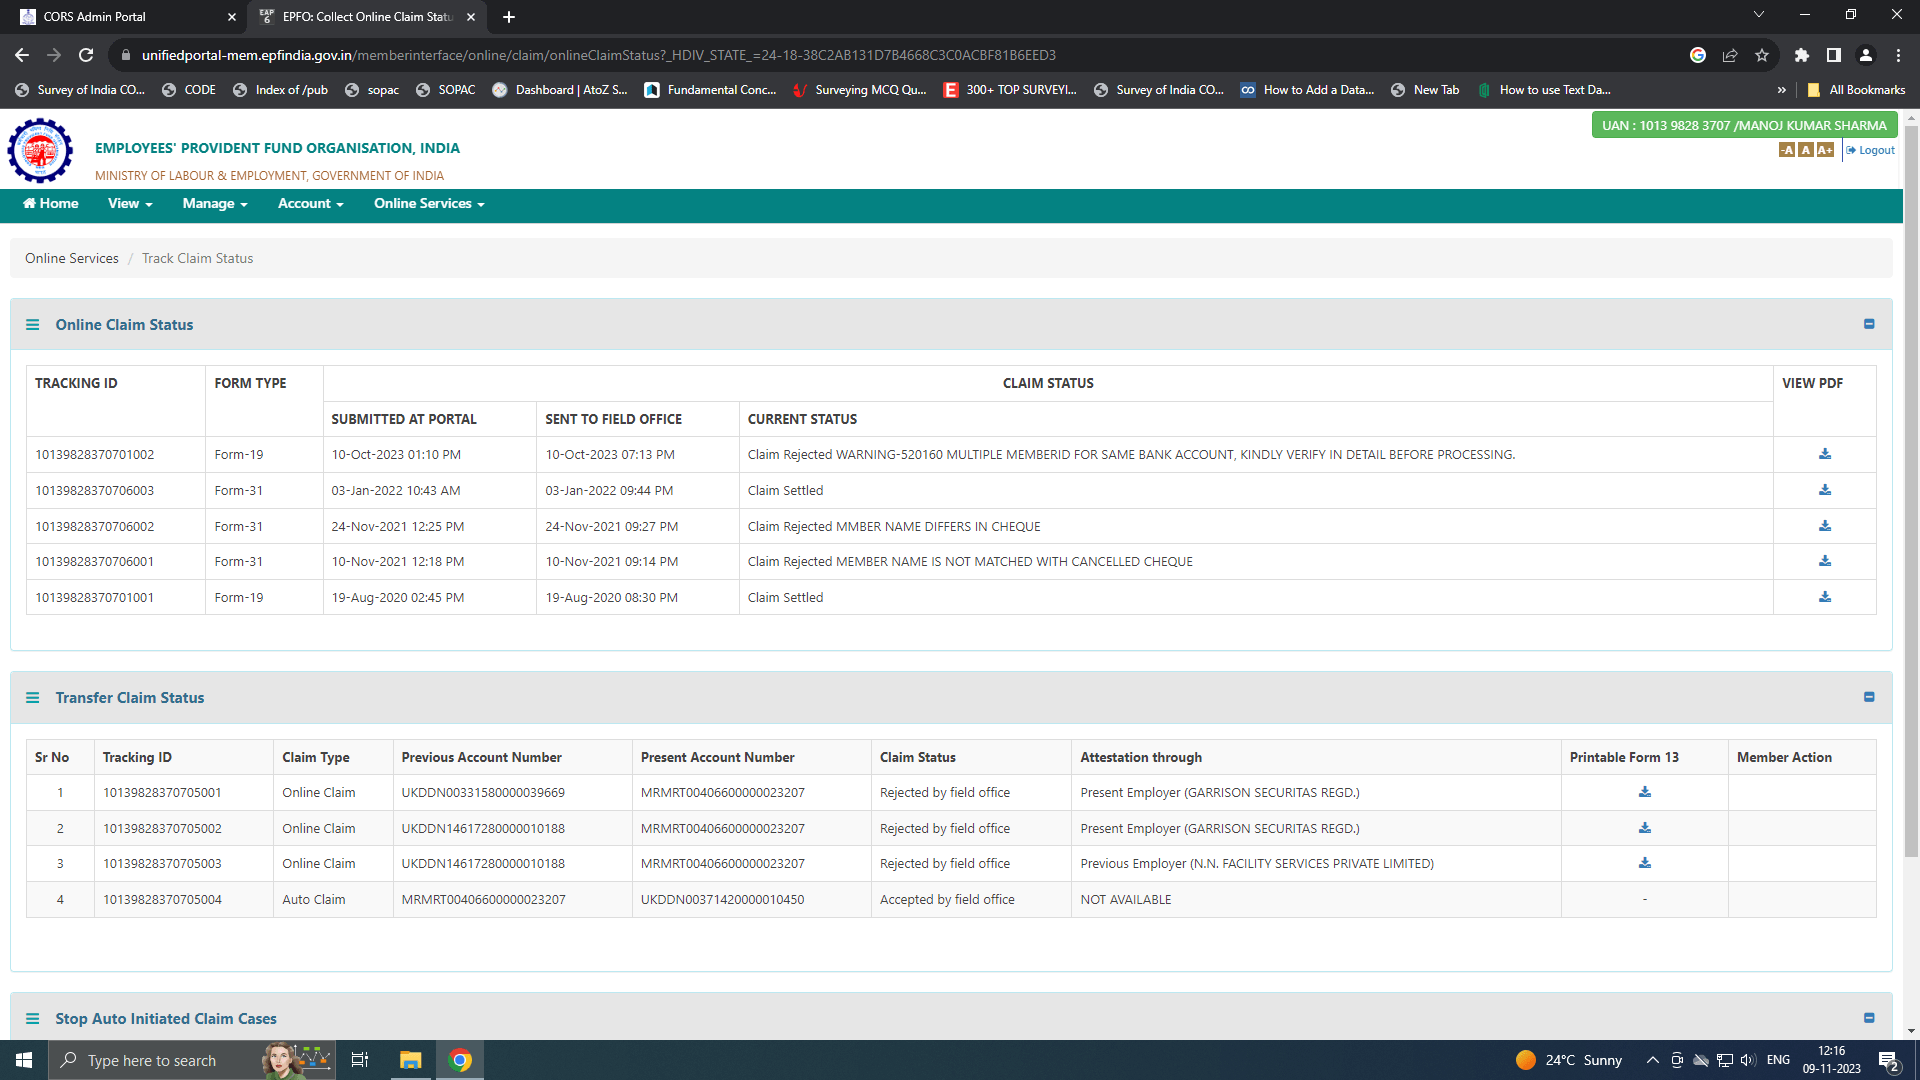 CORS Admin Portal
EPFO: Collect Online Claim Statu
unifiedportal-mem.epfindia.gov.in/memberinterface/online/claim/onlineClaimStatus?_HDIV_STATE_=24-18-38C2AB131D7B4668C3C0ACBF81B6EED3
Survey of India CO... CODE Index of /pub sopac SOPAC Dashboard | AtoZ S... Fundamental Conc... Surveying MCQ Qu... 300+ TOP SURVEYI... Survey of India CO... How to Add a Data... New Tab How to use Text Da... » All Bookmarks
UAN : 1013 9828 3707 /MANOJ KUMAR SHARMA
EMPLOYEES' PROVIDENT FUND ORGANISATION, INDIA
-A A A+ Logout
MINISTRY OF LABOUR & EMPLOYMENT, GOVERNMENT OF INDIA
Home View Manage Account Online Services
Online Services / Track Claim Status
Online Claim Status
TRACKING ID FORM TYPE CLAIM STATUS VIEW PDF
SUBMITTED AT PORTAL SENT TO FIELD OFFICE CURRENT STATUS
10139828370701002 Form-19 10-Oct-2023 01:10 PM 10-Oct-2023 07:13 PM Claim Rejected WARNING-520160 MULTIPLE MEMBERID FOR SAME BANK ACCOUNT, KINDLY VERIFY IN DETAIL BEFORE PROCESSING.
10139828370706003 Form-31 03-Jan-2022 10:43 AM 03-Jan-2022 09:44 PM Claim Settled
10139828370706002 Form-31 24-Nov-2021 12:25 PM 24-Nov-2021 09:27 PM Claim Rejected MMBER NAME DIFFERS IN CHEQUE
10139828370706001 Form-31 10-Nov-2021 12:18 PM 10-Nov-2021 09:14 PM Claim Rejected MEMBER NAME IS NOT MATCHED WITH CANCELLED CHEQUE
10139828370701001 Form-19 19-Aug-2020 02:45 PM 19-Aug-2020 08:30 PM Claim Settled
Transfer Claim Status
Sr No Tracking ID Claim Type Previous Account Number Present Account Number Claim Status Attestation through Printable Form 13 Member Action
1 10139828370705001 Online Claim UKDDN00331580000039669 MRMRT00406600000023207 Rejected by field office Present Employer (GARRISON SECURITAS REGD.)
2 10139828370705002 Online Claim UKDDN14617280000010188 MRMRT00406600000023207 Rejected by field office Present Employer (GARRISON SECURITAS REGD.)
3 10139828370705003 Online Claim UKDDN14617280000010188 MRMRT00406600000023207 Rejected by field office Previous Employer (N.N. FACILITY SERVICES PRIVATE LIMITED)
4 10139828370705004 Auto Claim MRMRT00406600000023207 UKDDN00371420000010450 Accepted by field office NOT AVAILABLE -
Stop Auto Initiated Claim Cases
Type here to search
24°C Sunny
ENG
12:16
09-11-2023
2